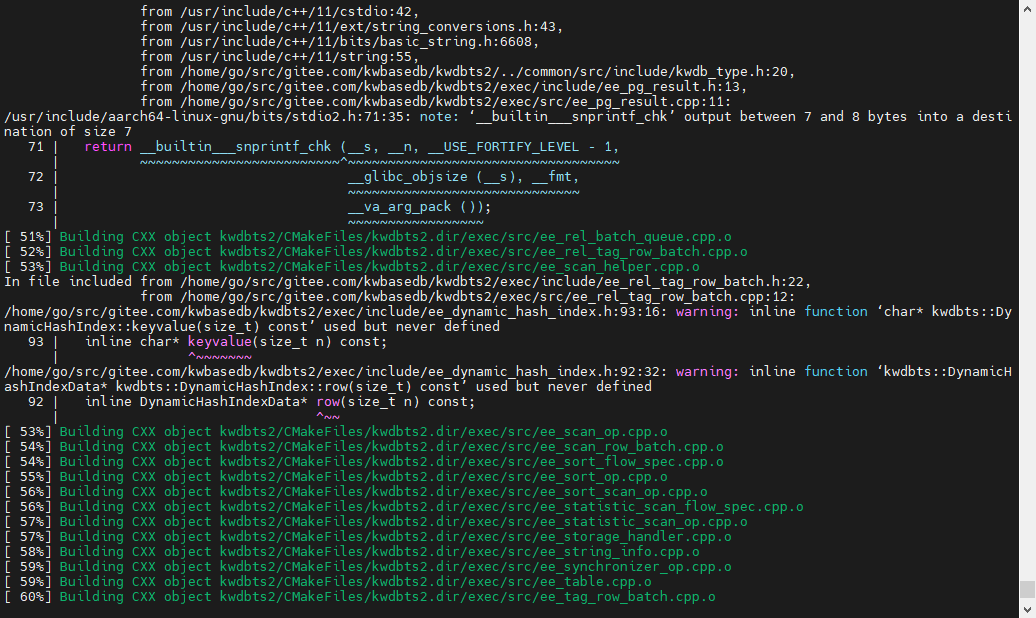 from /usr/include/c++/11/cstdio:42,
                 from /usr/include/c++/11/ext/string_conversions.h:43,
                 from /usr/include/c++/11/bits/basic_string.h:6608,
                 from /usr/include/c++/11/string:55,
                 from /home/go/src/gitee.com/kwbasedb/kwdbts2/../common/src/include/kwdb_type.h:20,
                 from /home/go/src/gitee.com/kwbasedb/kwdbts2/exec/include/ee_pg_result.h:13,
                 from /home/go/src/gitee.com/kwbasedb/kwdbts2/exec/src/ee_pg_result.cpp:11:
/usr/include/aarch64-linux-gnu/bits/stdio2.h:71:35: note: ‘__builtin___snprintf_chk’ output between 7 and 8 bytes into a desti
nation of size 7
   71 |   return __builtin___snprintf_chk (__s, __n, __USE_FORTIFY_LEVEL - 1,
      |          ~~~~~~~~~~~~~~~~~~~~~~~~~^~~~~~~~~~~~~~~~~~~~~~~~~~~~~~~~~~
   72 |                                    __glibc_objsize (__s), __fmt,
      |                                    ~~~~~~~~~~~~~~~~~~~~~~~~~~~~~
   73 |                                    __va_arg_pack ());
      |                                    ~~~~~~~~~~~~~~~~~
[ 51%] Building CXX object kwdbts2/CMakeFiles/kwdbts2.dir/exec/src/ee_rel_batch_queue.cpp.o
[ 52%] Building CXX object kwdbts2/CMakeFiles/kwdbts2.dir/exec/src/ee_rel_tag_row_batch.cpp.o
[ 53%] Building CXX object kwdbts2/CMakeFiles/kwdbts2.dir/exec/src/ee_scan_helper.cpp.o
In file included from /home/go/src/gitee.com/kwbasedb/kwdbts2/exec/include/ee_rel_tag_row_batch.h:22,
                 from /home/go/src/gitee.com/kwbasedb/kwdbts2/exec/src/ee_rel_tag_row_batch.cpp:12:
/home/go/src/gitee.com/kwbasedb/kwdbts2/exec/include/ee_dynamic_hash_index.h:93:16: warning: inline function ‘char* kwdbts::Dy
namicHashIndex::keyvalue(size_t) const’ used but never defined
   93 |   inline char* keyvalue(size_t n) const;
      |                ^~~~~~~~
/home/go/src/gitee.com/kwbasedb/kwdbts2/exec/include/ee_dynamic_hash_index.h:92:32: warning: inline function ‘kwdbts::DynamicH
ashIndexData* kwdbts::DynamicHashIndex::row(size_t) const’ used but never defined
   92 |   inline DynamicHashIndexData* row(size_t n) const;
      |                                ^~~
[ 53%] Building CXX object kwdbts2/CMakeFiles/kwdbts2.dir/exec/src/ee_scan_op.cpp.o
[ 54%] Building CXX object kwdbts2/CMakeFiles/kwdbts2.dir/exec/src/ee_scan_row_batch.cpp.o
[ 54%] Building CXX object kwdbts2/CMakeFiles/kwdbts2.dir/exec/src/ee_sort_flow_spec.cpp.o
[ 55%] Building CXX object kwdbts2/CMakeFiles/kwdbts2.dir/exec/src/ee_sort_op.cpp.o
[ 56%] Building CXX object kwdbts2/CMakeFiles/kwdbts2.dir/exec/src/ee_sort_scan_op.cpp.o
[ 56%] Building CXX object kwdbts2/CMakeFiles/kwdbts2.dir/exec/src/ee_statistic_scan_flow_spec.cpp.o
[ 57%] Building CXX object kwdbts2/CMakeFiles/kwdbts2.dir/exec/src/ee_statistic_scan_op.cpp.o
[ 57%] Building CXX object kwdbts2/CMakeFiles/kwdbts2.dir/exec/src/ee_storage_handler.cpp.o
[ 58%] Building CXX object kwdbts2/CMakeFiles/kwdbts2.dir/exec/src/ee_string_info.cpp.o
[ 59%] Building CXX object kwdbts2/CMakeFiles/kwdbts2.dir/exec/src/ee_synchronizer_op.cpp.o
[ 59%] Building CXX object kwdbts2/CMakeFiles/kwdbts2.dir/exec/src/ee_table.cpp.o
[ 60%] Building CXX object kwdbts2/CMakeFiles/kwdbts2.dir/exec/src/ee_tag_row_batch.cpp.o